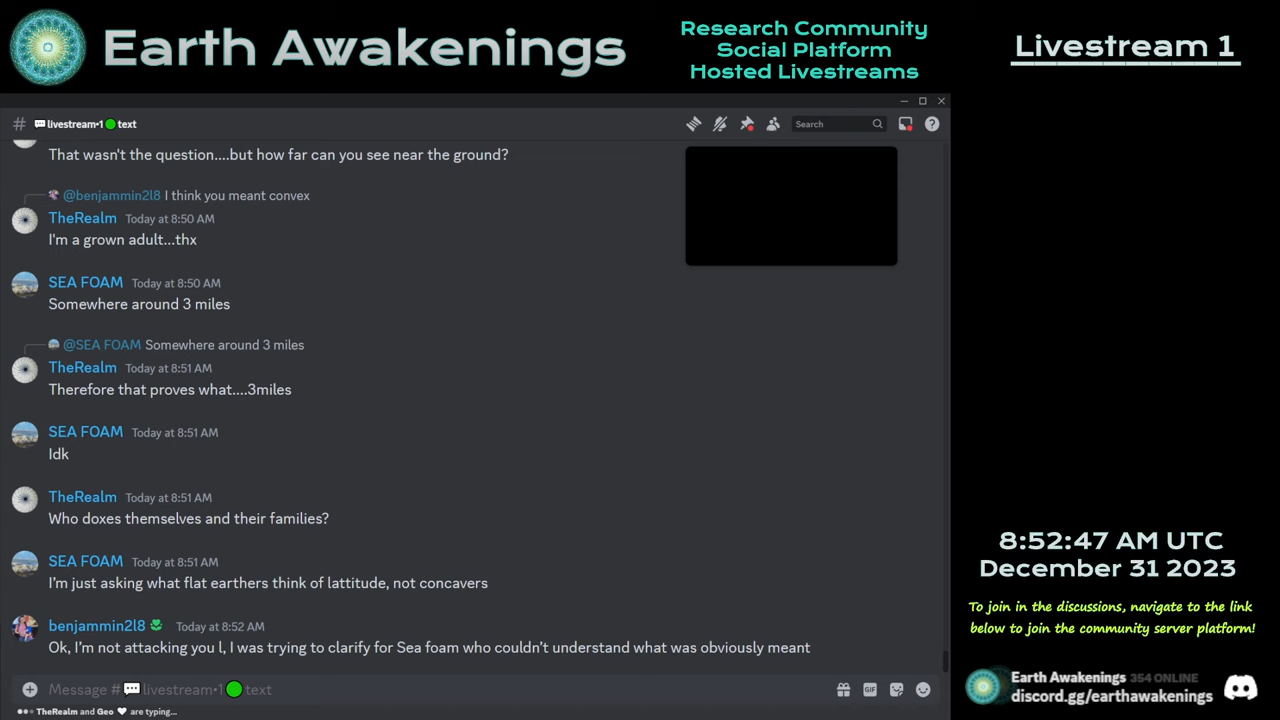 Earth Awakenings
Research Community
Social Platform
Hosted Livestreams
Livestream 1
# livestream•1 text
Search
That wasn't the question....but how far can you see near the ground?
@benjammin2l8 I think you meant convex
TheRealm Today at 8:50 AM
I'm a grown adult...thx
SEA FOAM Today at 8:50 AM
Somewhere around 3 miles
@SEA FOAM Somewhere around 3 miles
TheRealm Today at 8:51 AM
Therefore that proves what....3miles
SEA FOAM Today at 8:51 AM
Idk
TheRealm Today at 8:51 AM
Who doxes themselves and their families?
SEA FOAM Today at 8:51 AM
I'm just asking what flat earthers think of lattitude, not concavers
benjammin2l8 Today at 8:52 AM
Ok, I'm not attacking you l, I was trying to clarify for Sea foam who couldn't understand what was obviously meant
Message # livestream•1 text
GIF
TheRealm and Geo are typing...
8:52:47 AM UTC
December 31 2023
To join in the discussions, navigate to the link
below to join the community server platform!
Earth Awakenings 354 ONLINE
discord.gg/earthawakenings